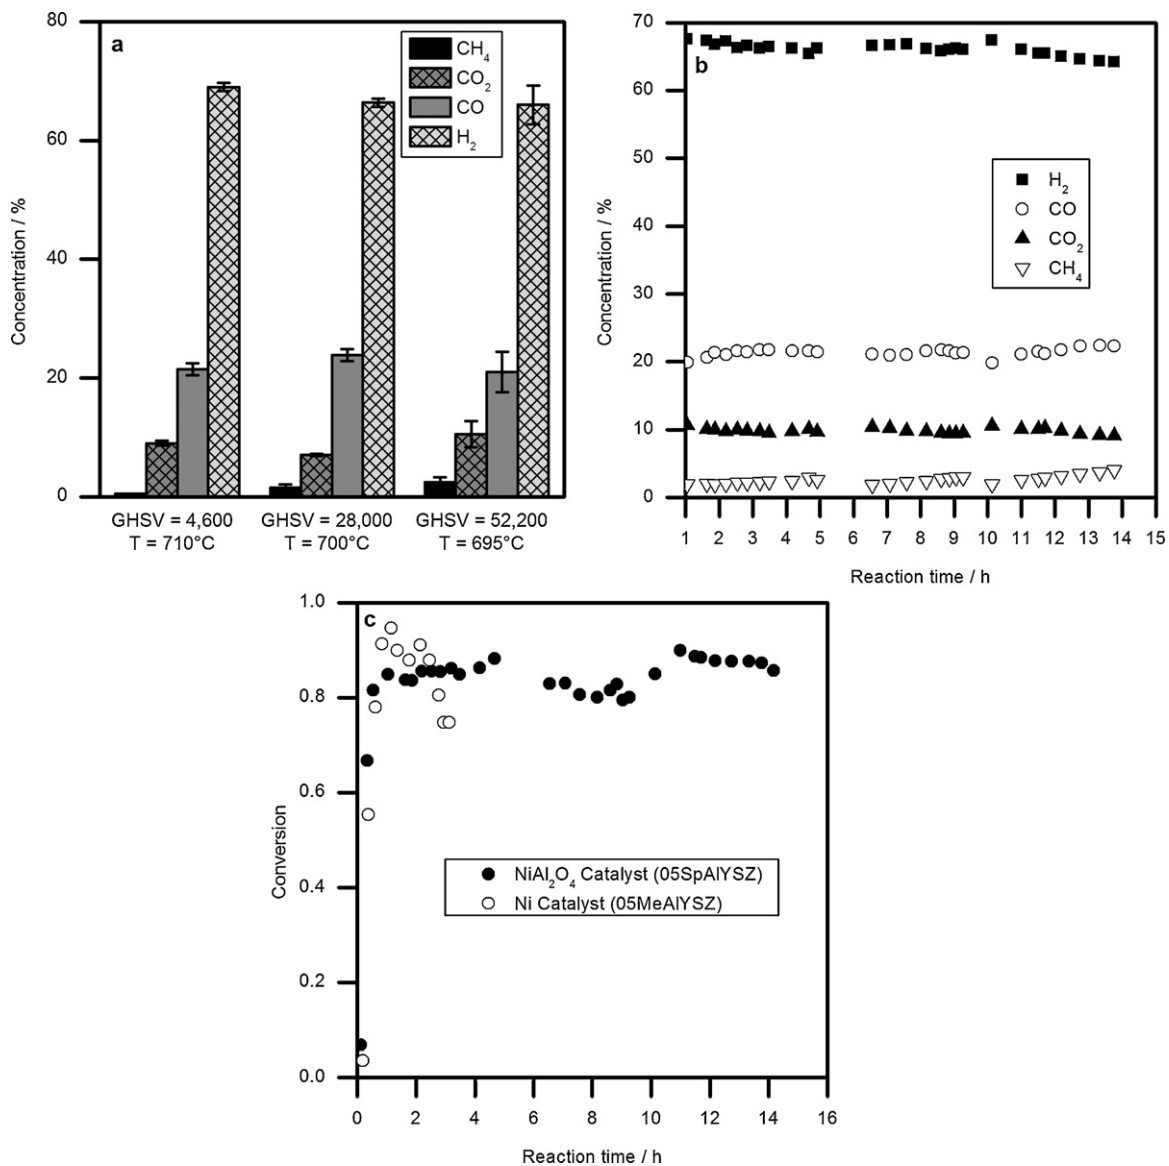 a
80
60
40
20
0
Concentration / %
CH4
CO2
CO
H2
GHSV = 4,600
T = 710°C
GHSV = 28,000
T = 700°C
GHSV = 52,200
T = 695°C
b
70
60
50
40
30
20
10
0
Concentration / %
H2
CO
CO2
CH4
1 2 3 4 5 6 7 8 9 10 11 12 13 14 15
Reaction time / h
c
1.0
0.8
0.6
0.4
0.2
0.0
Conversion
NiAl2O4 Catalyst (05SpAlYSZ)
Ni Catalyst (05MeAlYSZ)
0 2 4 6 8 10 12 14 16
Reaction time / h